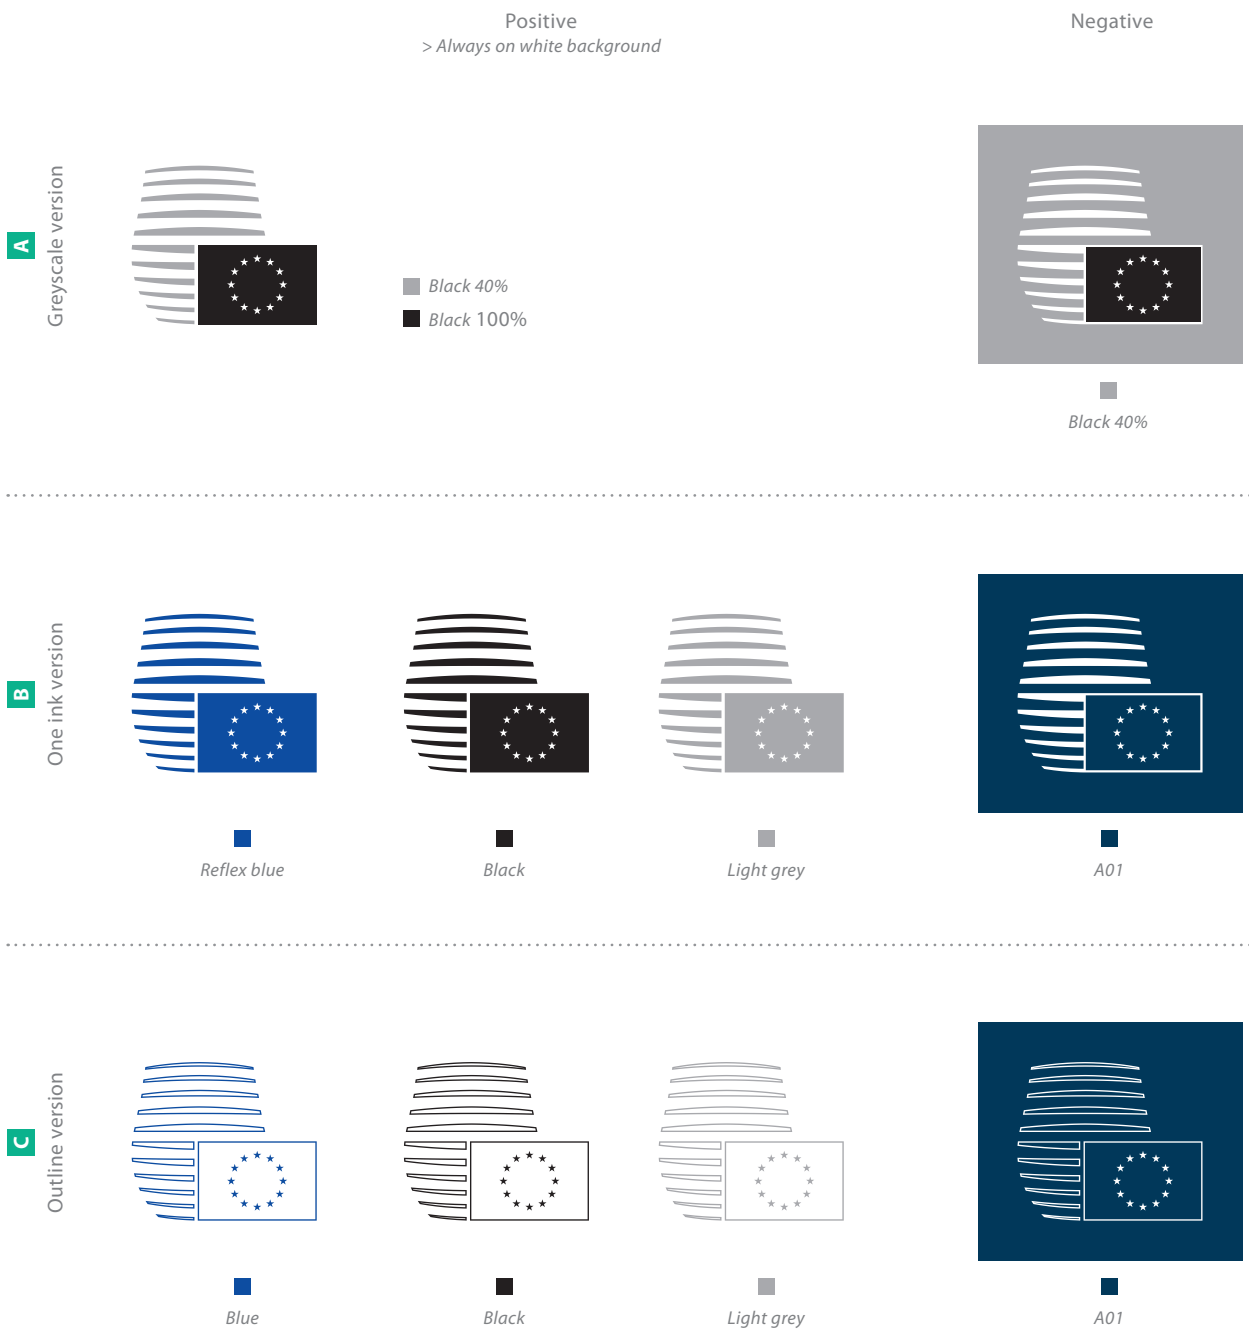 Positive
> Always on white background
Negative
A
Greyscale version
Black 40%
Black 100%
Black 40%
B
One ink version
Reflex blue
Black
Light grey
A01
C
Outline version
Blue
Black
Light grey
A01